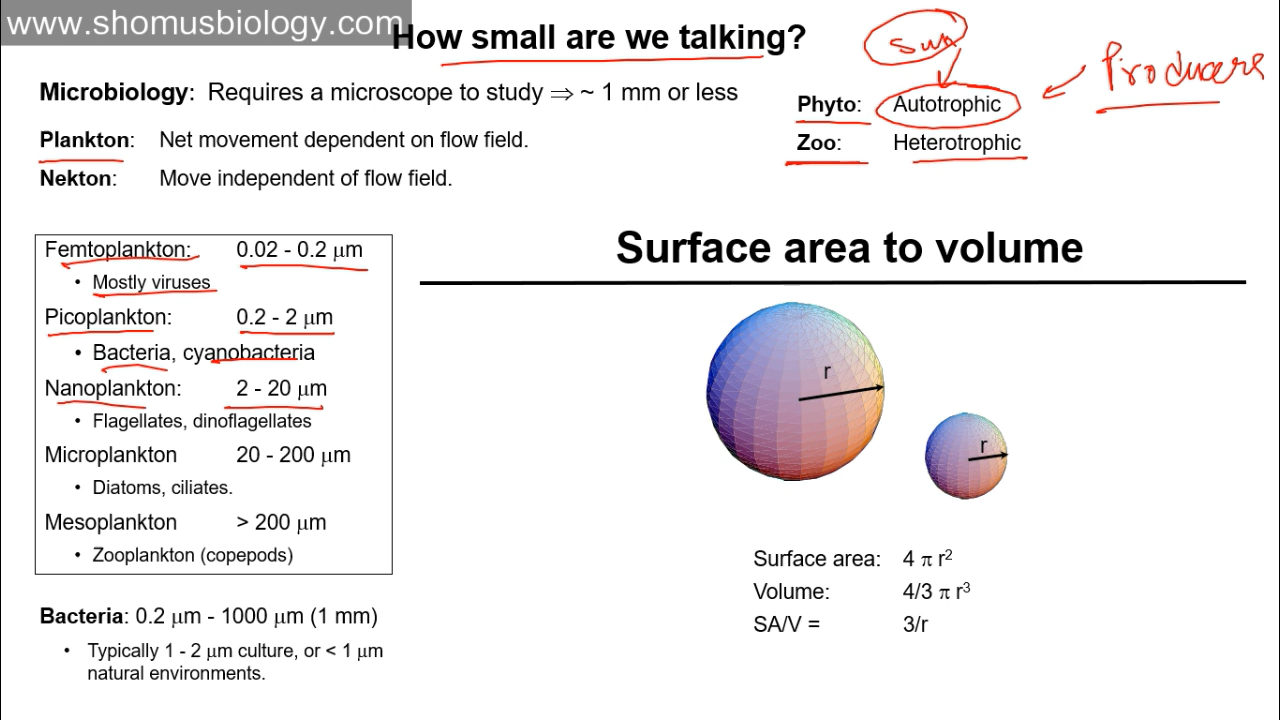 www.shomusbiology.com
How small are we talking?
sun
Producers
Microbiology: Requires a microscope to study ⇒ ~ 1 mm or less
Phyto: Autotrophic
Plankton: Net movement dependent on flow field.
Zoo: Heterotrophic
Nekton: Move independent of flow field.
Femtoplankton: 0.02 - 0.2 μm
• Mostly viruses
Picoplankton: 0.2 - 2 μm
• Bacteria, cyanobacteria
Nanoplankton: 2 - 20 μm
• Flagellates, dinoflagellates
Microplankton 20 - 200 μm
• Diatoms, ciliates.
Mesoplankton > 200 μm
• Zooplankton (copepods)
Bacteria: 0.2 μm - 1000 μm (1 mm)
• Typically 1 - 2 μm culture, or < 1 μm
natural environments.
Surface area to volume
r
r
Surface area: 4 π r²
Volume: 4/3 π r³
SA/V = 3/r